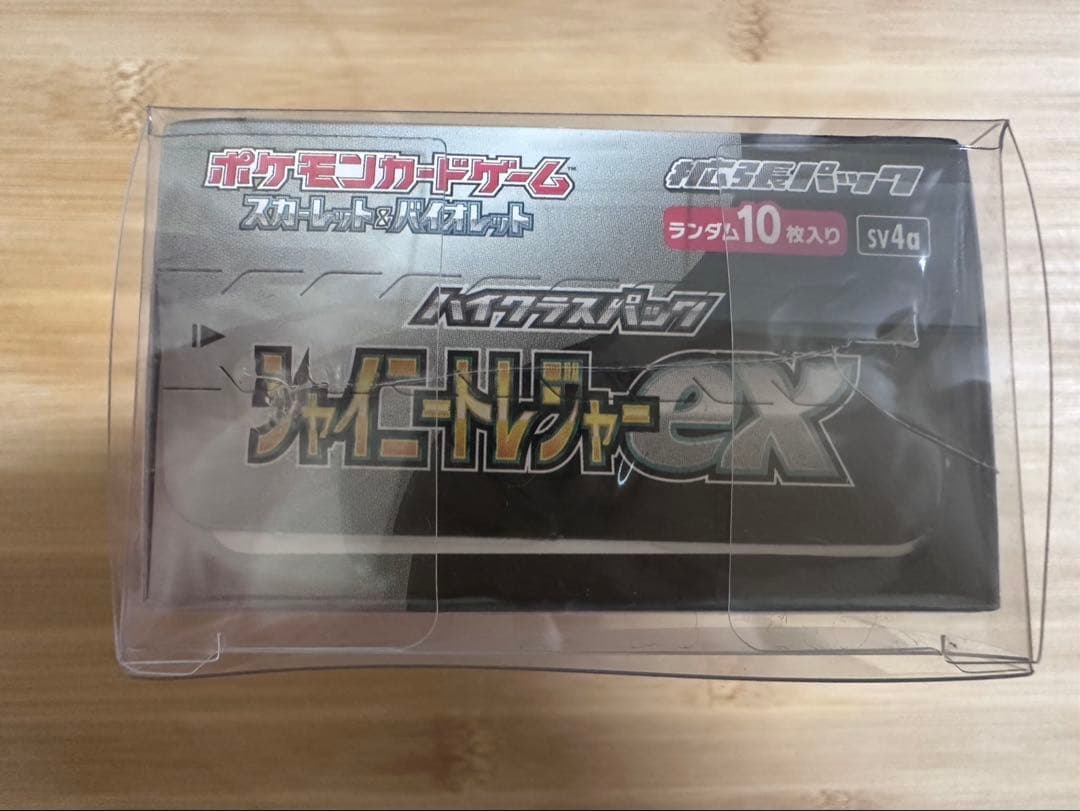 ポケモンカードゲーム™
スカーレット&バイオレット
拡張パック
ランダム10枚入り
sv4a
ハイクラスパック
シャイニートレジャーex